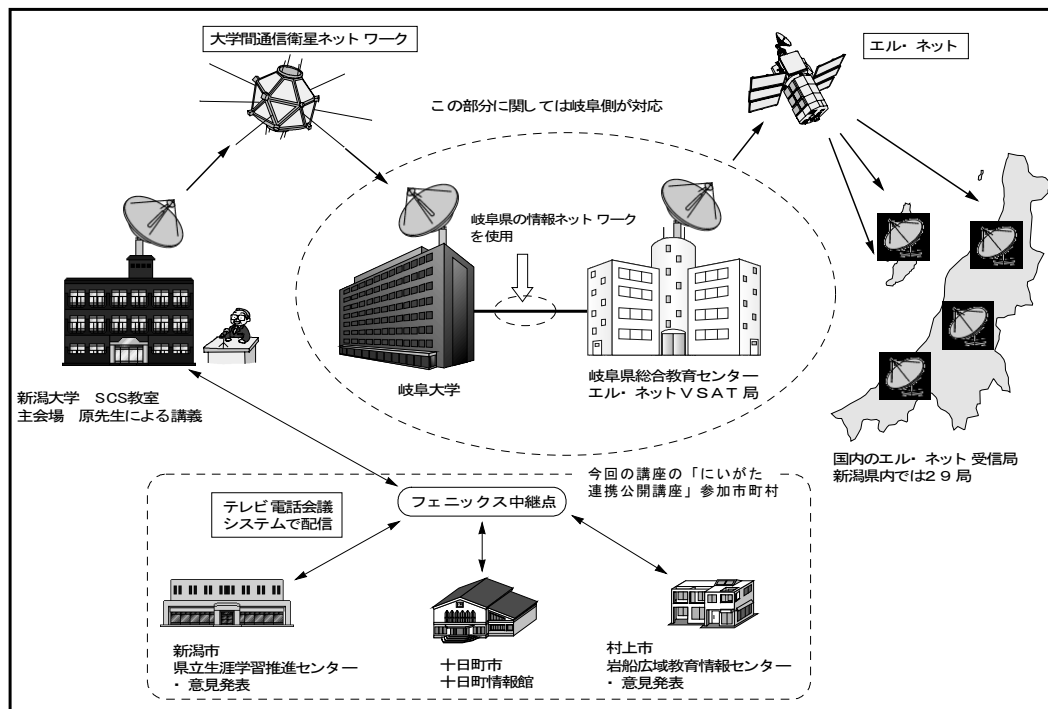 大学間通信衛星ネットワーク
エル・ネット
この部分に関しては岐阜側が対応
岐阜県の情報ネットワーク
を使用
新潟大学　SCS教室
主会場　原先生による講義
岐阜大学
岐阜県総合教育センター
エル・ネットVSAT局
国内のエル・ネット受信局
新潟県内では29局
今回の講座の「にいがた
連携公開講座」参加市町村
テレビ電話会議
システムで配信
フェニックス中継点
新潟市
県立生涯学習推進センター
・意見発表
十日町市
十日町情報館
村上市
岩船広域教育情報センター
・意見発表